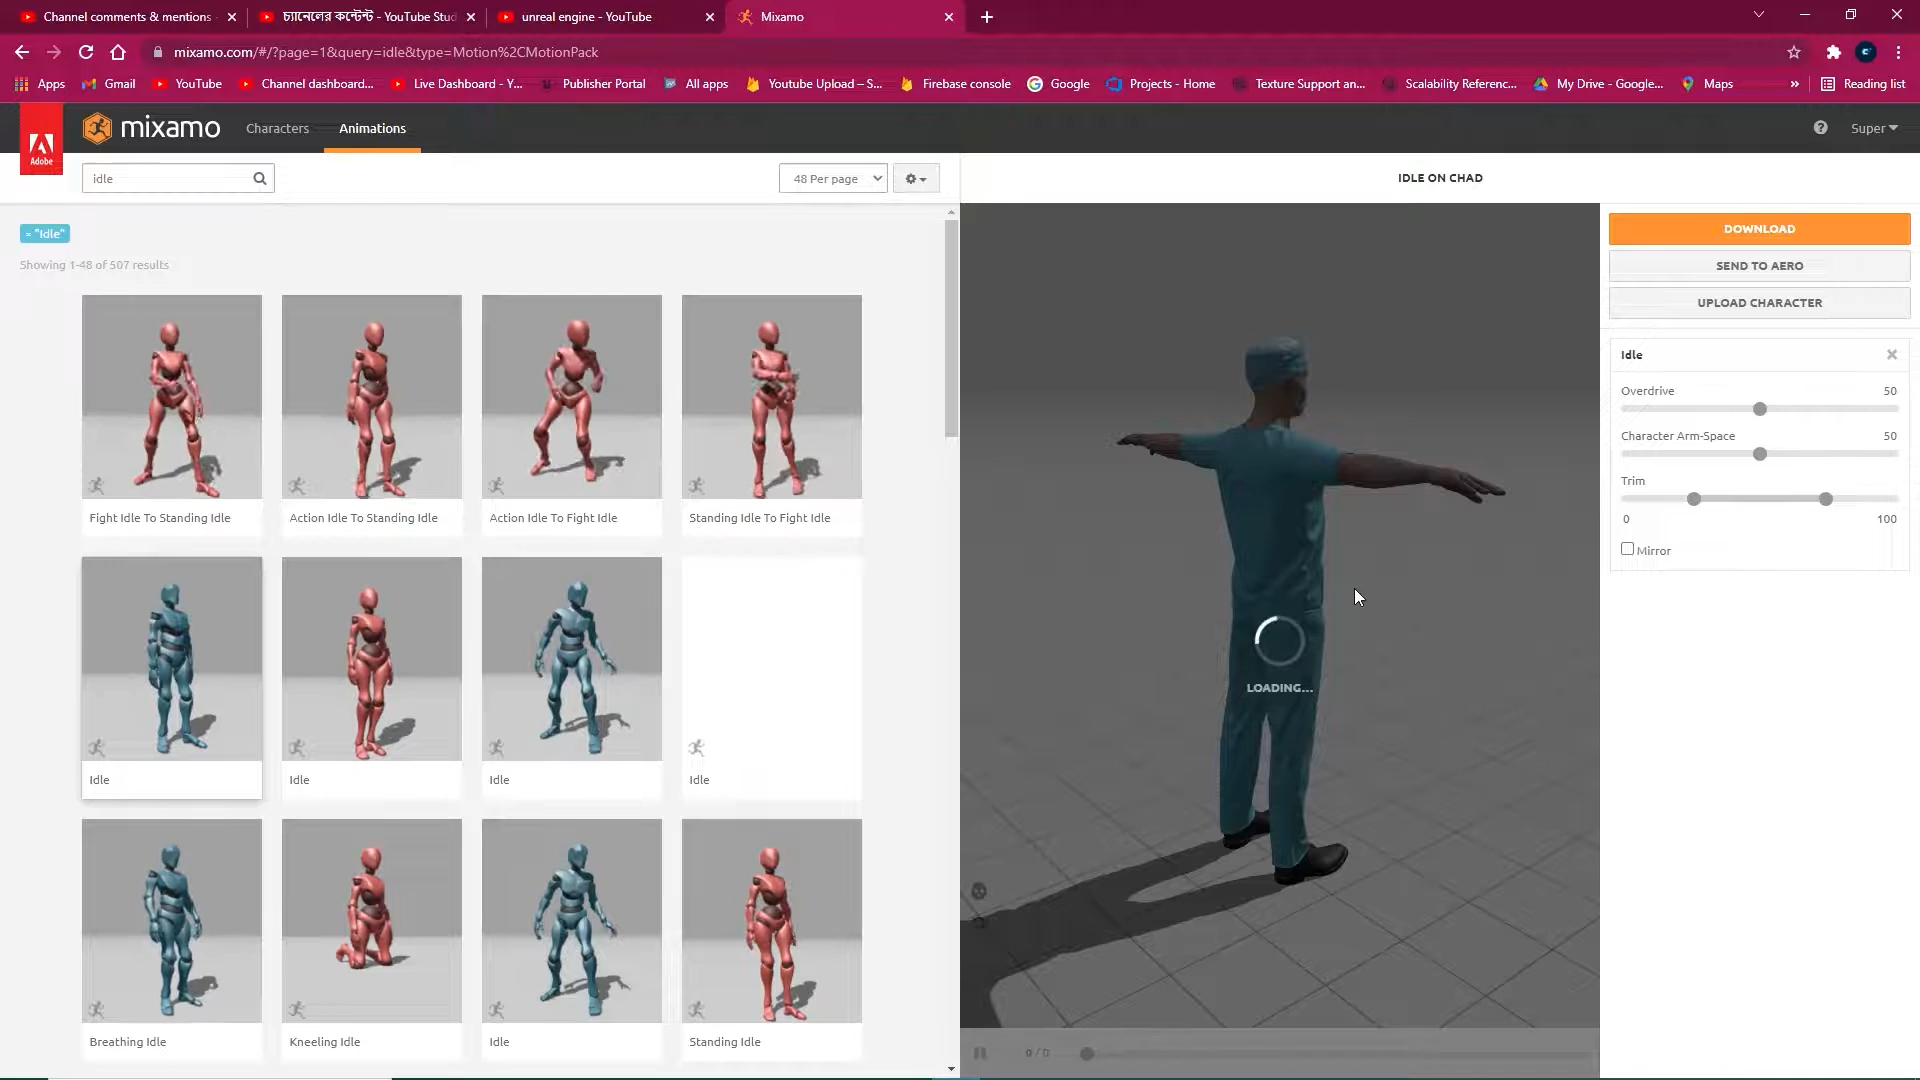 Channel comments & mentions
চ্যানেলের কন্টেন্ট - YouTube Stud
unreal engine - YouTube
Mixamo
mixamo.com/#/?page=1&query=idle&type=Motion%2CMotionPack
Apps
Gmail
YouTube
Channel dashboard...
Live Dashboard - Y...
Publisher Portal
All apps
Youtube Upload – S...
Firebase console
Google
Projects - Home
Texture Support an...
Scalability Referenc...
My Drive - Google...
Maps
»
Reading list
Adobe
mixamo
Characters
Animations
Super
idle
48 Per page
IDLE ON CHAD
× "Idle"
Showing 1-48 of 507 results
DOWNLOAD
SEND TO AERO
UPLOAD CHARACTER
Idle
Overdrive 50
Character Arm-Space 50
Trim
0 100
Mirror
Fight Idle To Standing Idle
Action Idle To Standing Idle
Action Idle To Fight Idle
Standing Idle To Fight Idle
Idle
Idle
Idle
Idle
LOADING...
Breathing Idle
Kneeling Idle
Idle
Standing Idle
0 / 0